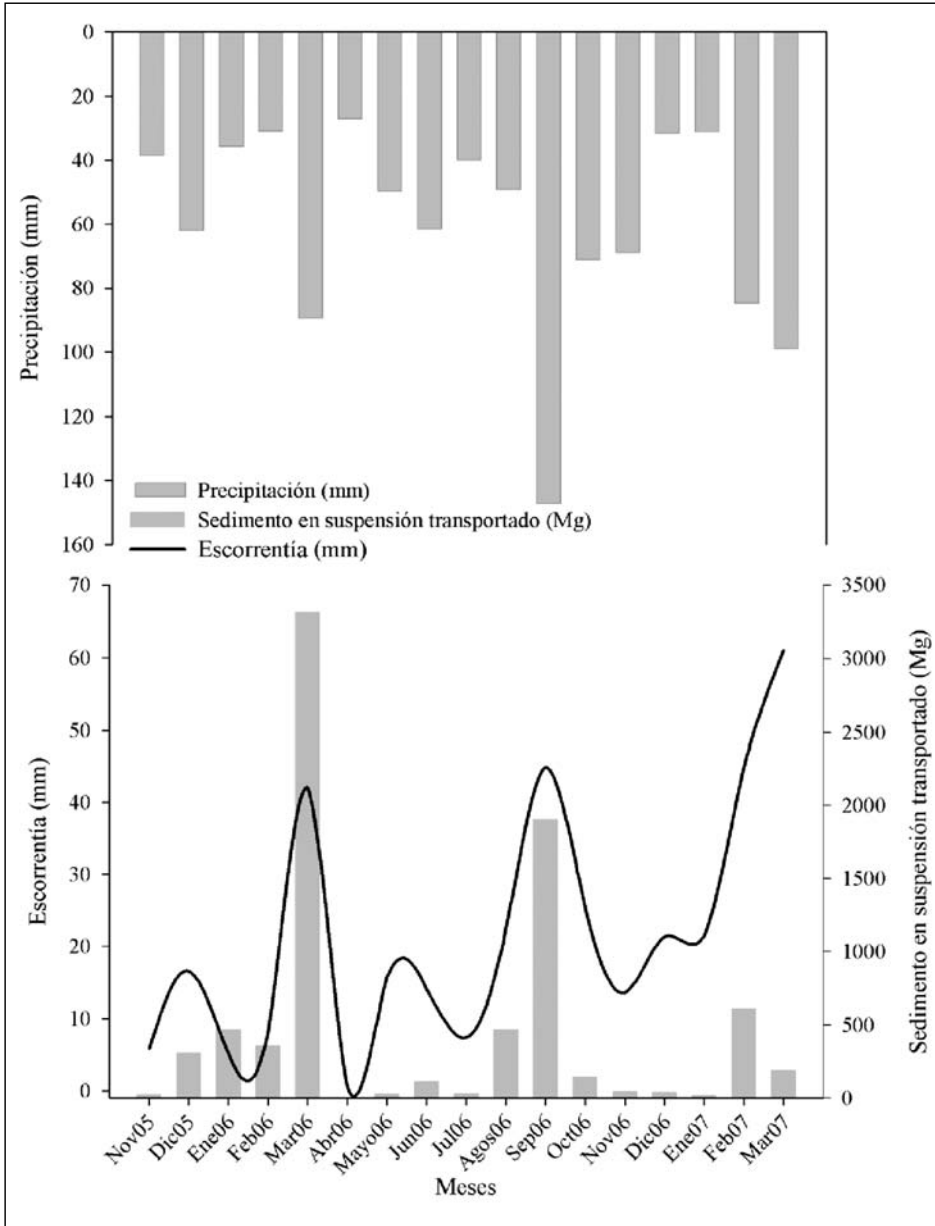 0
20
40
60
80
100
120
140
160
Precipitación (mm)
Precipitación (mm)
Sedimento en suspensión transportado (Mg)
Escorrentía (mm)
70
60
50
40
30
20
10
0
Escorrentía (mm)
3500
3000
2500
2000
1500
1000
500
0
Sedimento en suspensión transportado (Mg)
Nov05
Dic05
Ene06
Feb06
Mar06
Abr06
Mayo06
Jun06
Jul06
Agos06
Sep06
Oct06
Nov06
Dic06
Ene07
Feb07
Mar07
Meses